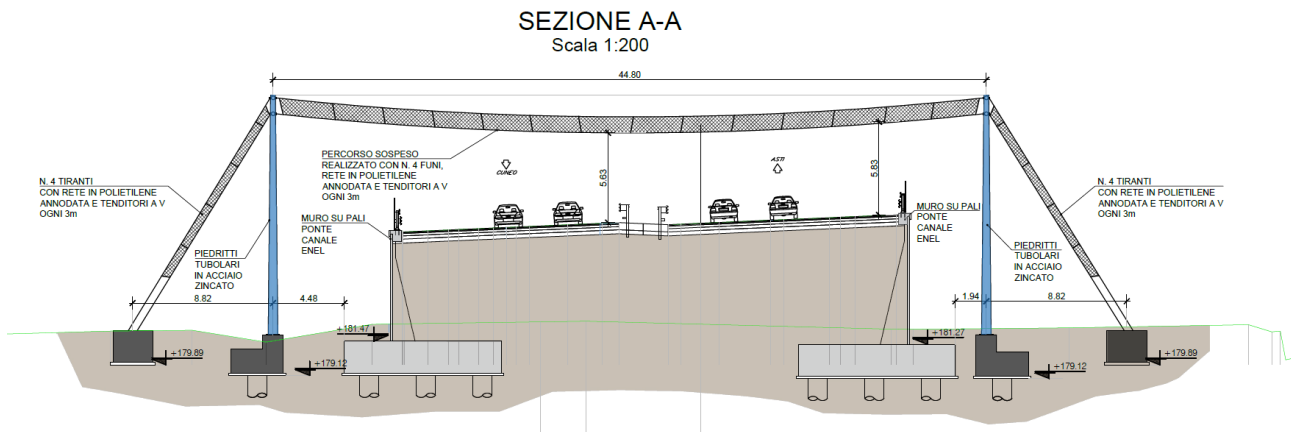 SEZIONE A-A
Scala 1:200
44.80
PERCORSO SOSPESO
REALIZZATO CON N. 4 FUNI,
RETE IN POLIETILENE
ANNODATA E TENDITORI A V
OGNI 3m
CUNEO
ASTI
5.63
5.83
N. 4 TIRANTI
CON RETE IN POLIETILENE
ANNODATA E TENDITORI A V
OGNI 3m
N. 4 TIRANTI
CON RETE IN POLIETILENE
ANNODATA E TENDITORI A V
OGNI 3m
MURO SU PALI
PONTE
CANALE
ENEL
MURO SU PALI
PONTE
CANALE
ENEL
PIEDRITTI
TUBOLARI
IN ACCIAIO
ZINCATO
PIEDRITTI
TUBOLARI
IN ACCIAIO
ZINCATO
8.82
4.48
1.94
8.82
+181.47
+181.27
+179.89
+179.12
+179.89
+179.12